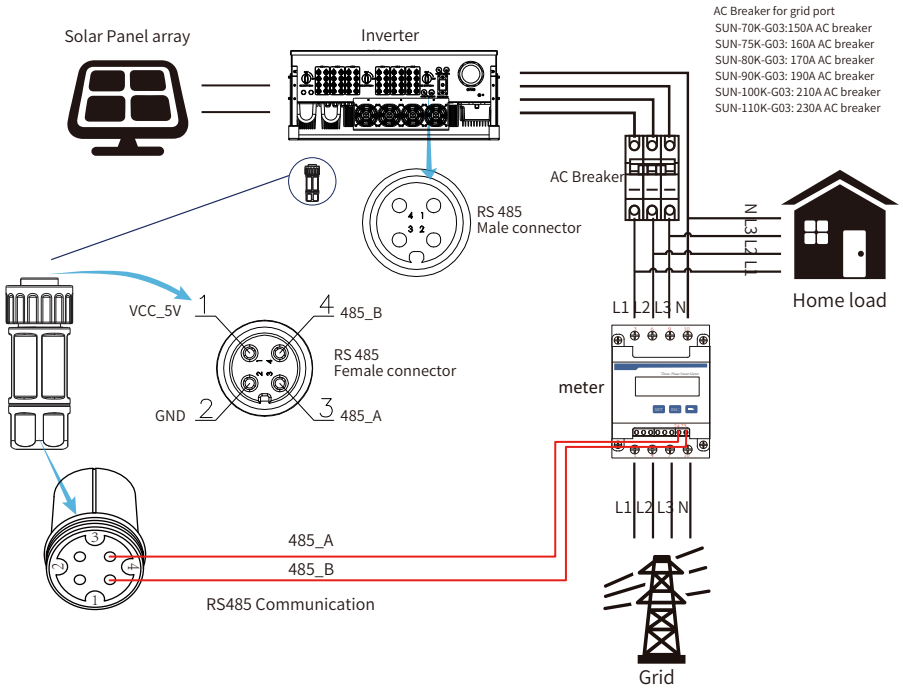 AC Breaker for grid port
SUN-70K-G03:150A AC breaker
SUN-75K-G03: 160A AC breaker
SUN-80K-G03: 170A AC breaker
SUN-90K-G03: 190A AC breaker
SUN-100K-G03: 210A AC breaker
SUN-110K-G03: 230A AC breaker
Solar Panel array
Inverter
AC Breaker
4 1
3 2
RS 485
Male connector
N
L3
L2
L1
Home load
VCC_5V
1
4
485_B
1 4
2 3
RS 485
Female connector
GND
2
3
485_A
L1 L2 L3 N
meter
L1 L2 L3 N
3
2
4
1
485_A
485_B
RS485 Communication
Grid